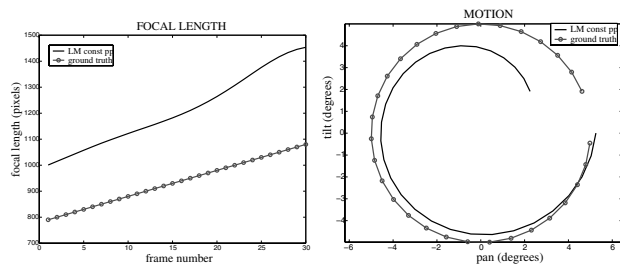 FOCAL LENGTH
1500
1400
1300
1200
1100
1000
900
800
700
0 5 10 15 20 25 30
LM const pp
ground truth
focal length (pixels)
frame number
MOTION
4
3
2
1
0
−1
−2
−3
−4
−6 −4 −2 0 2 4 6
LM const pp
ground truth
tilt (degrees)
pan (degrees)